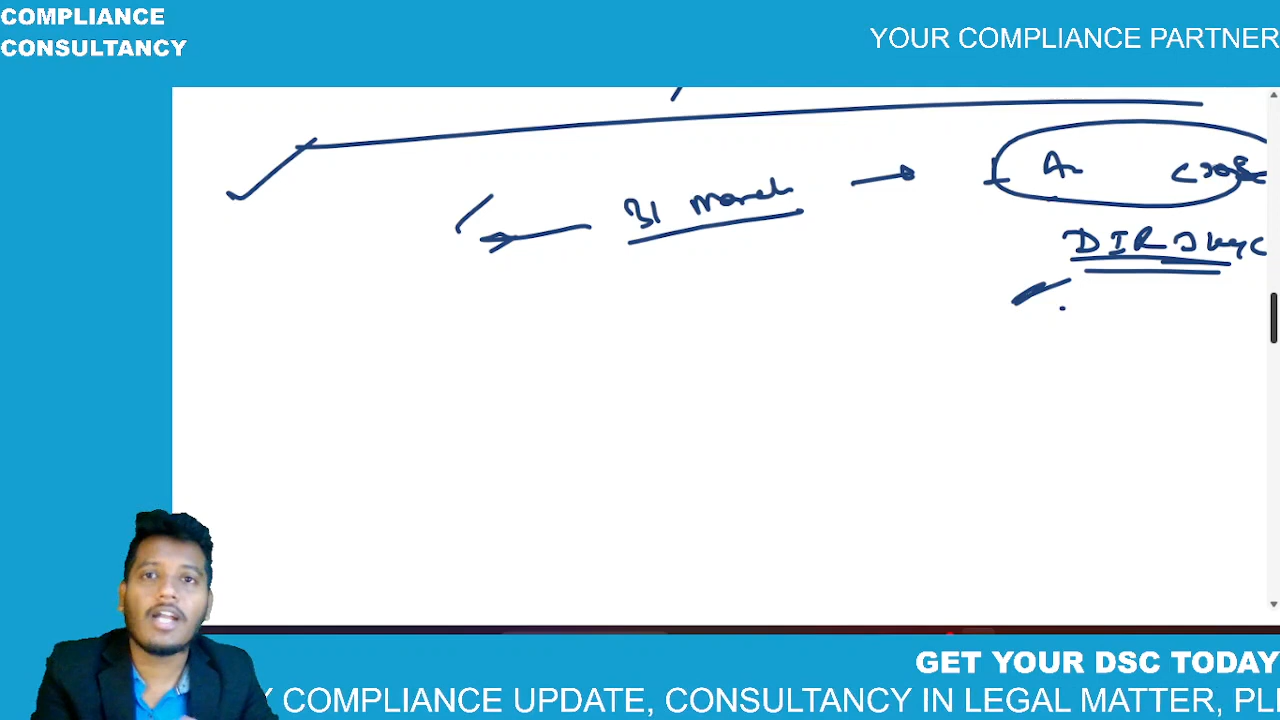 COMPLIANCE
CONSULTANCY
YOUR COMPLIANCE PARTNER
31 March
DIR 3 kyc
GET YOUR DSC TODAY
Y COMPLIANCE UPDATE, CONSULTANCY IN LEGAL MATTER, PL